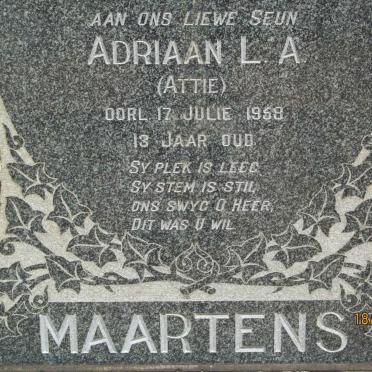 AAN ONS LIEWE SEUN
ADRIAAN L. A.
(ATTIE)
OORL. 17 JULIE 1968
13 JAAR OUD
SY PLEK IS LEEG,
SY STEM IS STIL,
ONS SWYG O HEER,
DIT WAS U WIL.
MAARTENS